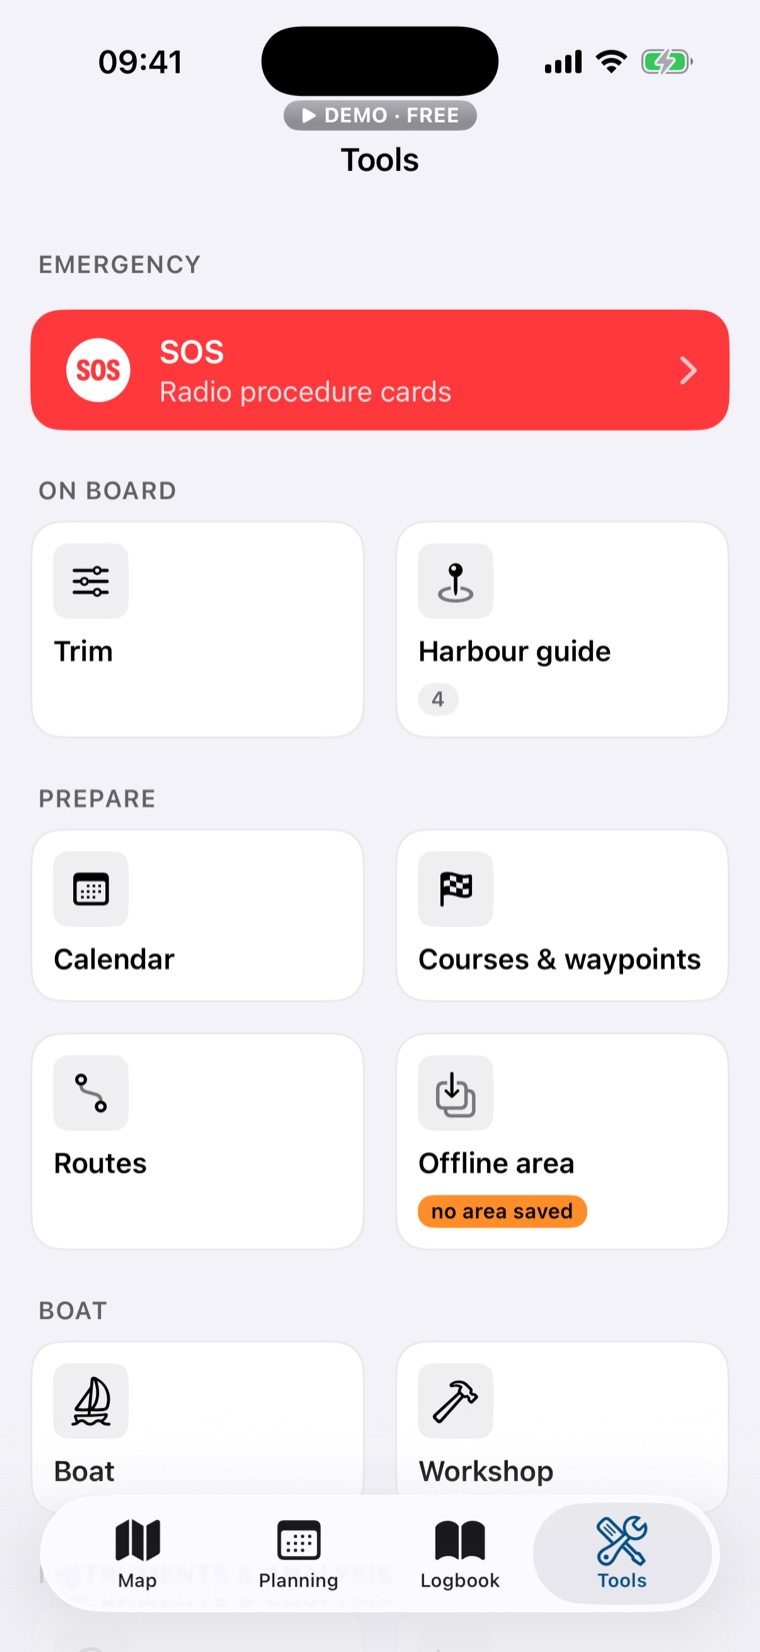 09:41
DEMO · FREE
Tools
EMERGENCY
SOS
SOS
Radio procedure cards
ON BOARD
Trim
Harbour guide
4
PREPARE
Calendar
Courses & waypoints
Routes
Offline area
no area saved
BOAT
Boat
Workshop
Map
Planning
Logbook
Tools